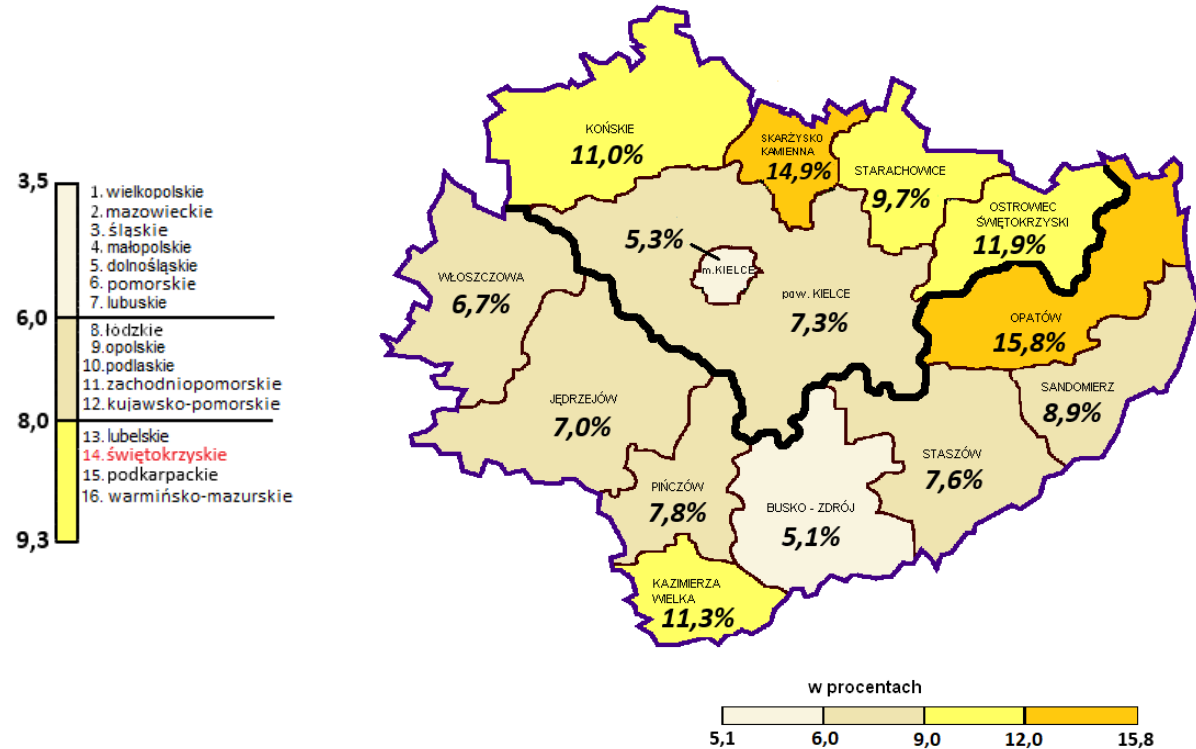 3,5
1. wielkopolskie
2. mazowieckie
3. śląskie
4. małopolskie
5. dolnośląskie
6. pomorskie
7. lubuskie
6,0
8. łódzkie
9. opolskie
10. podlaskie
11. zachodniopomorskie
12. kujawsko-pomorskie
8,0
13. lubelskie
14. świętokrzyskie
15. podkarpackie
16. warmińsko-mazurskie
9,3
KOŃSKIE
11,0%
SKARŻYSKO
KAMIENNA
14,9%
STARACHOWICE
9,7%
OSTROWIEC
ŚWIĘTOKRZYSKI
11,9%
5,3%
m.KIELCE
WŁOSZCZOWA
6,7%
pow. KIELCE
7,3%
OPATÓW
15,8%
SANDOMIERZ
8,9%
JĘDRZEJÓW
7,0%
STASZÓW
7,6%
PIŃCZÓW
7,8%
BUSKO - ZDRÓJ
5,1%
KAZIMIERZA
WIELKA
11,3%
w procentach
5,1 6,0 9,0 12,0 15,8